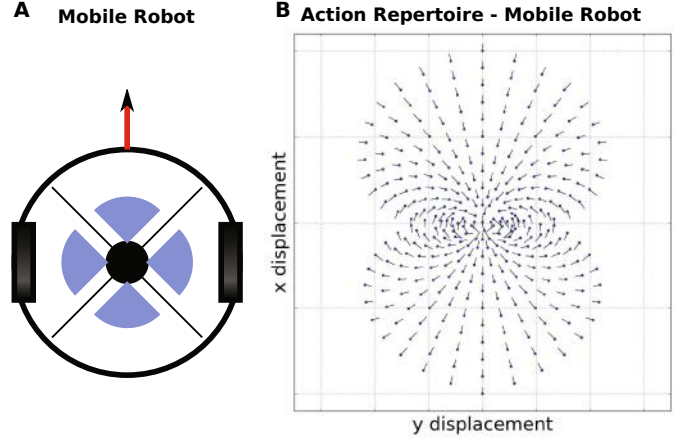 A
Mobile Robot
B
Action Repertoire - Mobile Robot
x displacement
y displacement